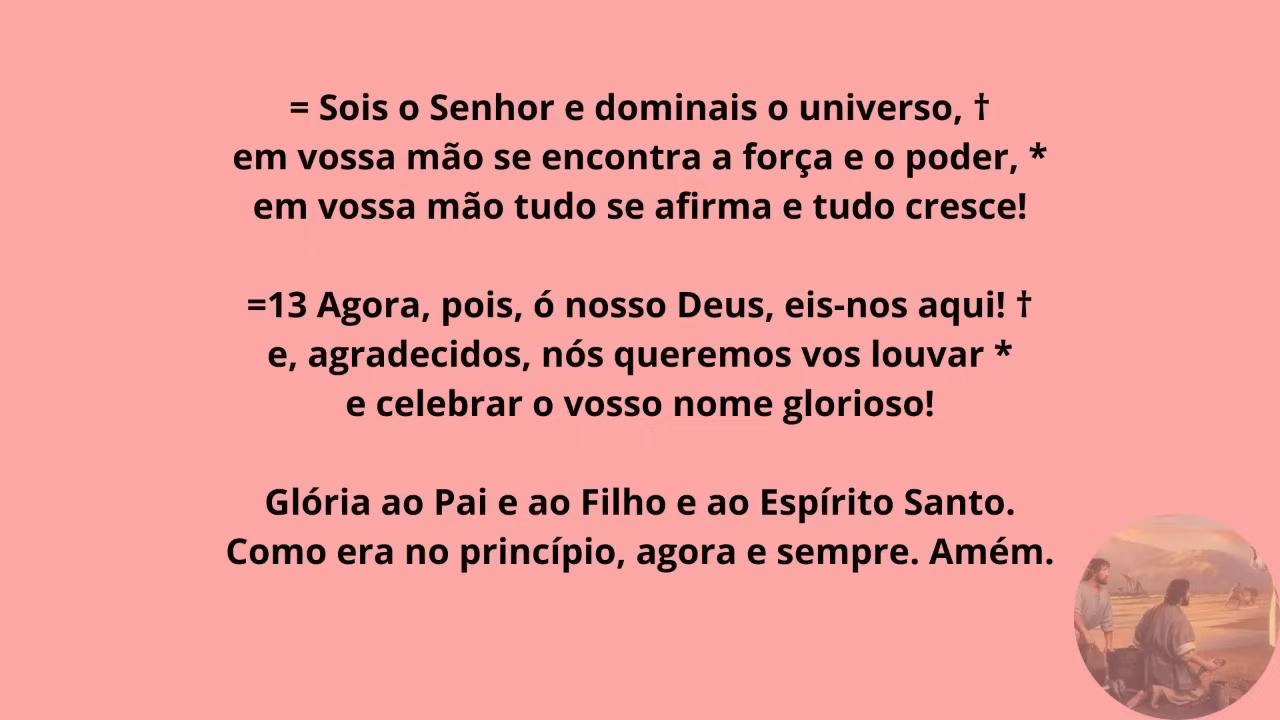 = Sois o Senhor e dominais o universo, †
em vossa mão se encontra a força e o poder, *
em vossa mão tudo se afirma e tudo cresce!
=13 Agora, pois, ó nosso Deus, eis-nos aqui! †
e, agradecidos, nós queremos vos louvar *
e celebrar o vosso nome glorioso!
Glória ao Pai e ao Filho e ao Espírito Santo.
Como era no princípio, agora e sempre. Amém.